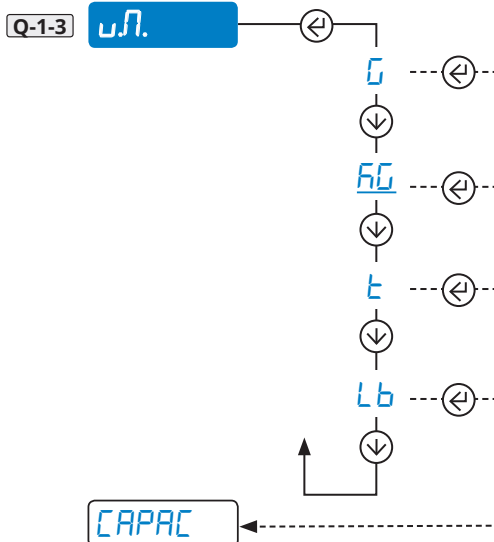 Q-1-3 u.M.
G
KG
t
Lb
CAPAC